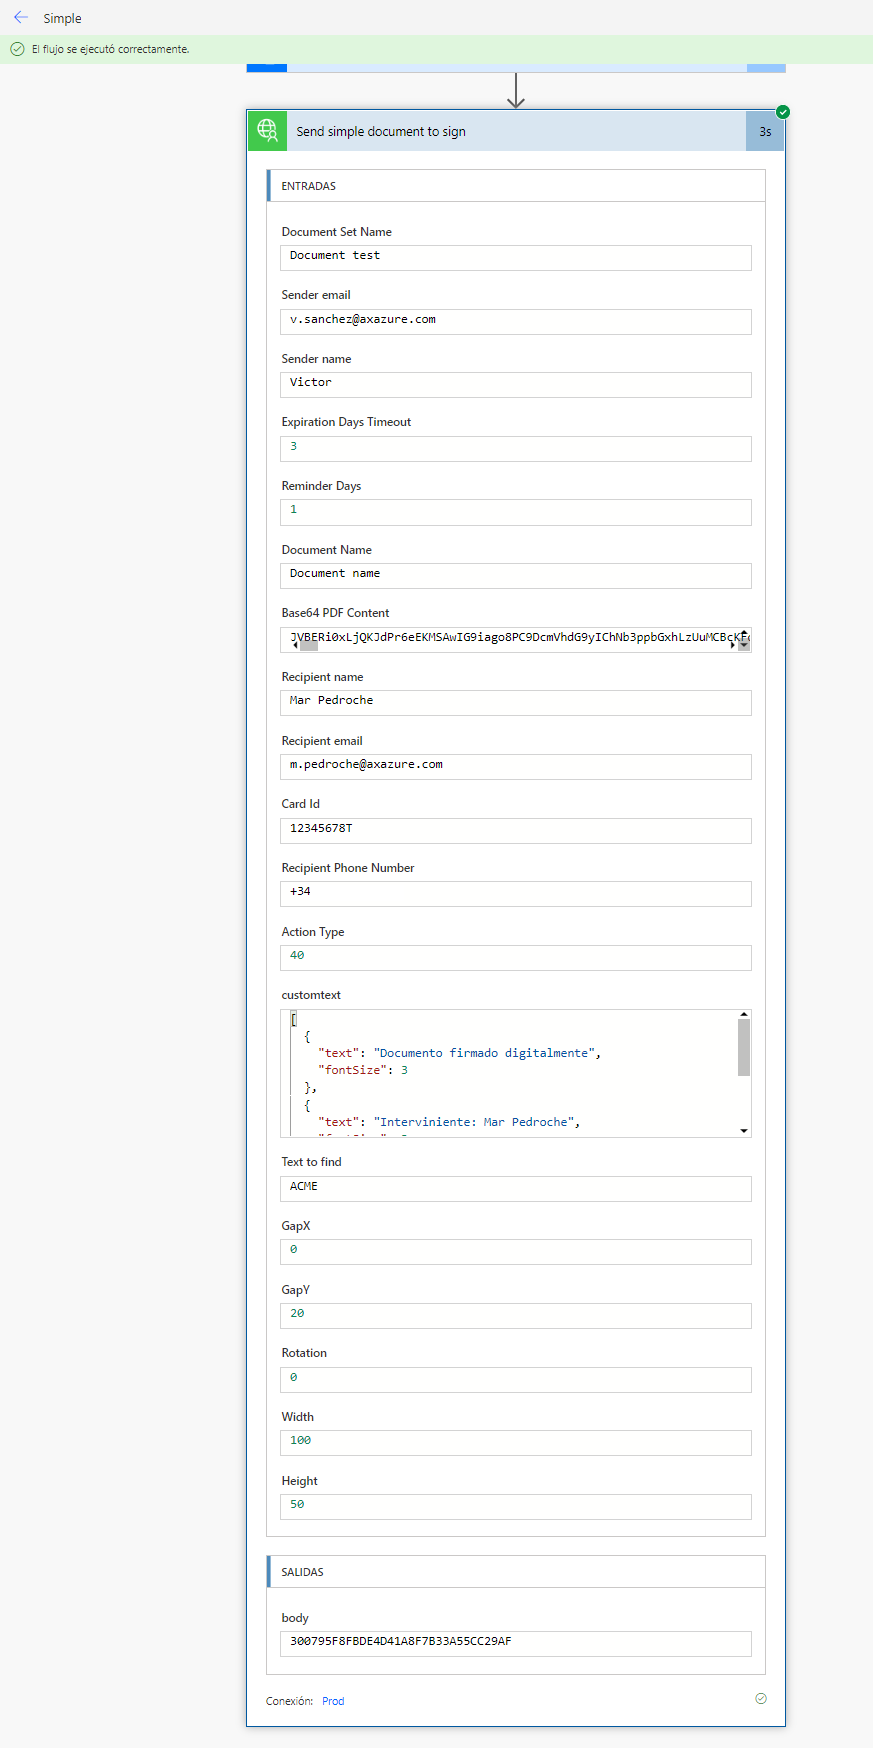 Simple
El flujo se ejecutó correctamente.
Send simple document to sign
3s
ENTRADAS
Document Set Name
Document test
Sender email
v.sanchez@axazure.com
Sender name
Victor
Expiration Days Timeout
3
Reminder Days
1
Document Name
Document name
Base64 PDF Content
JVBERi0xLjQKJdPr6eEKMSAwIG9iago8PC9DcmVhdG9yIChNb3ppbGxhLzUuMCBcKF
Recipient name
Mar Pedroche
Recipient email
m.pedroche@axazure.com
Card Id
12345678T
Recipient Phone Number
+34
Action Type
40
customtext
[
{
"text": "Documento firmado digitalmente",
"fontSize": 3
},
{
"text": "Interviniente: Mar Pedroche",
Text to find
ACME
GapX
0
GapY
20
Rotation
0
Width
100
Height
50
SALIDAS
body
300795F8FBDE4D41A8F7B33A55CC29AF
Conexión: Prod